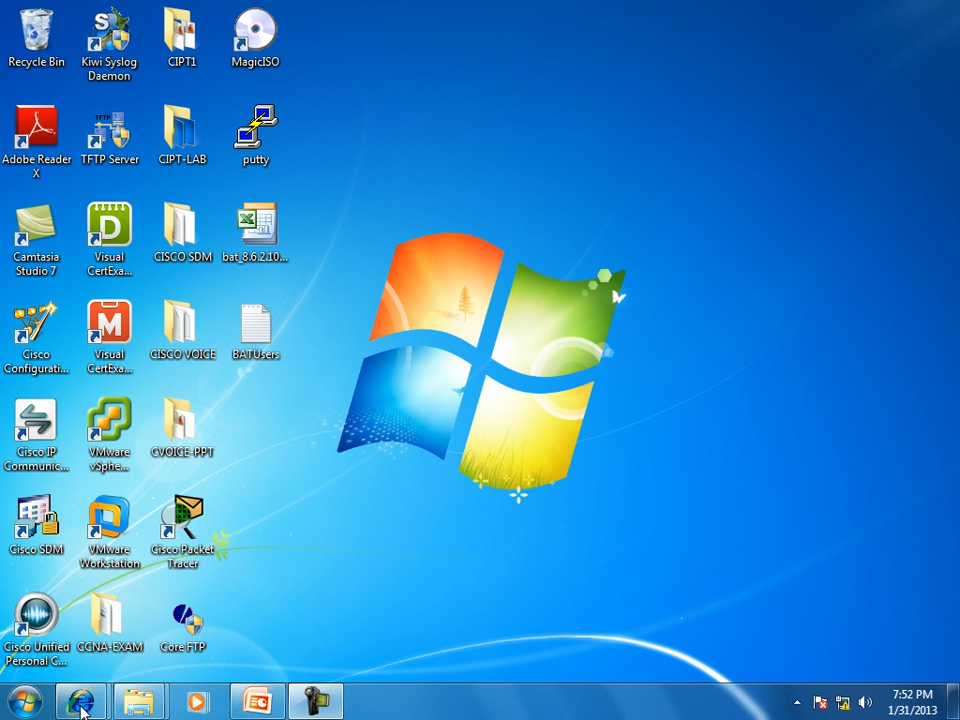 Recycle Bin
Kiwi Syslog
Daemon
CIPT1
MagicISO
Adobe Reader
X
TFTP
TFTP Server
CIPT-LAB
putty
Camtasia
Studio 7
D
Visual
CertExa...
CISCO SDM
bat_8.6.2.10...
Cisco
Configurati...
M
Visual
CertExa...
CISCO VOICE
BATUsers
Cisco IP
Communic...
VMware
vSphe...
CVOICE-PPT
Cisco SDM
VMware
Workstation
Cisco Packet
Tracer
Cisco Unified
Personal C...
CCNA-EXAM
Core FTP
7:52 PM
1/31/2013